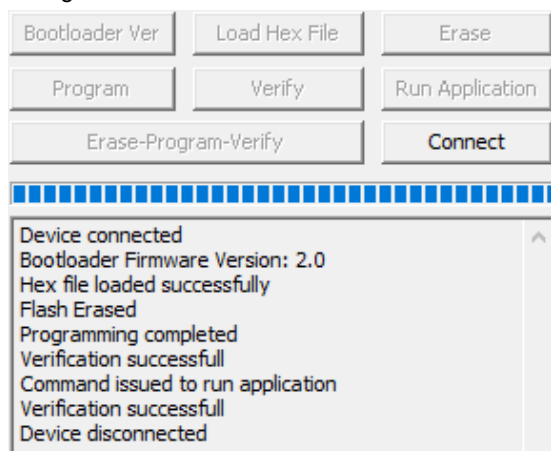 Bootloader Ver
Load Hex File
Erase
Program
Verify
Run Application
Erase-Program-Verify
Connect
Device connected
Bootloader Firmware Version: 2.0
Hex file loaded successfully
Flash Erased
Programming completed
Verification successfull
Command issued to run application
Verification successfull
Device disconnected